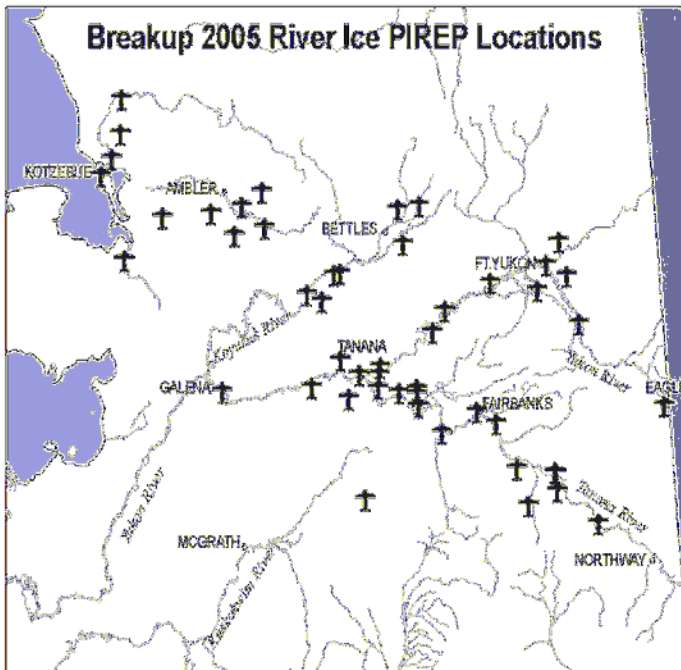 Breakup 2005 River Ice PIREP Locations
KOTZEBUE
AMBLER
BETTLES
FT.YUKON
Koyukuk River
TANANA
GALENA
Yukon River
EAGLE
FAIRBANKS
Yukon River
Tanana River
MCGRATH
NORTHWAY
Kuskokwim River